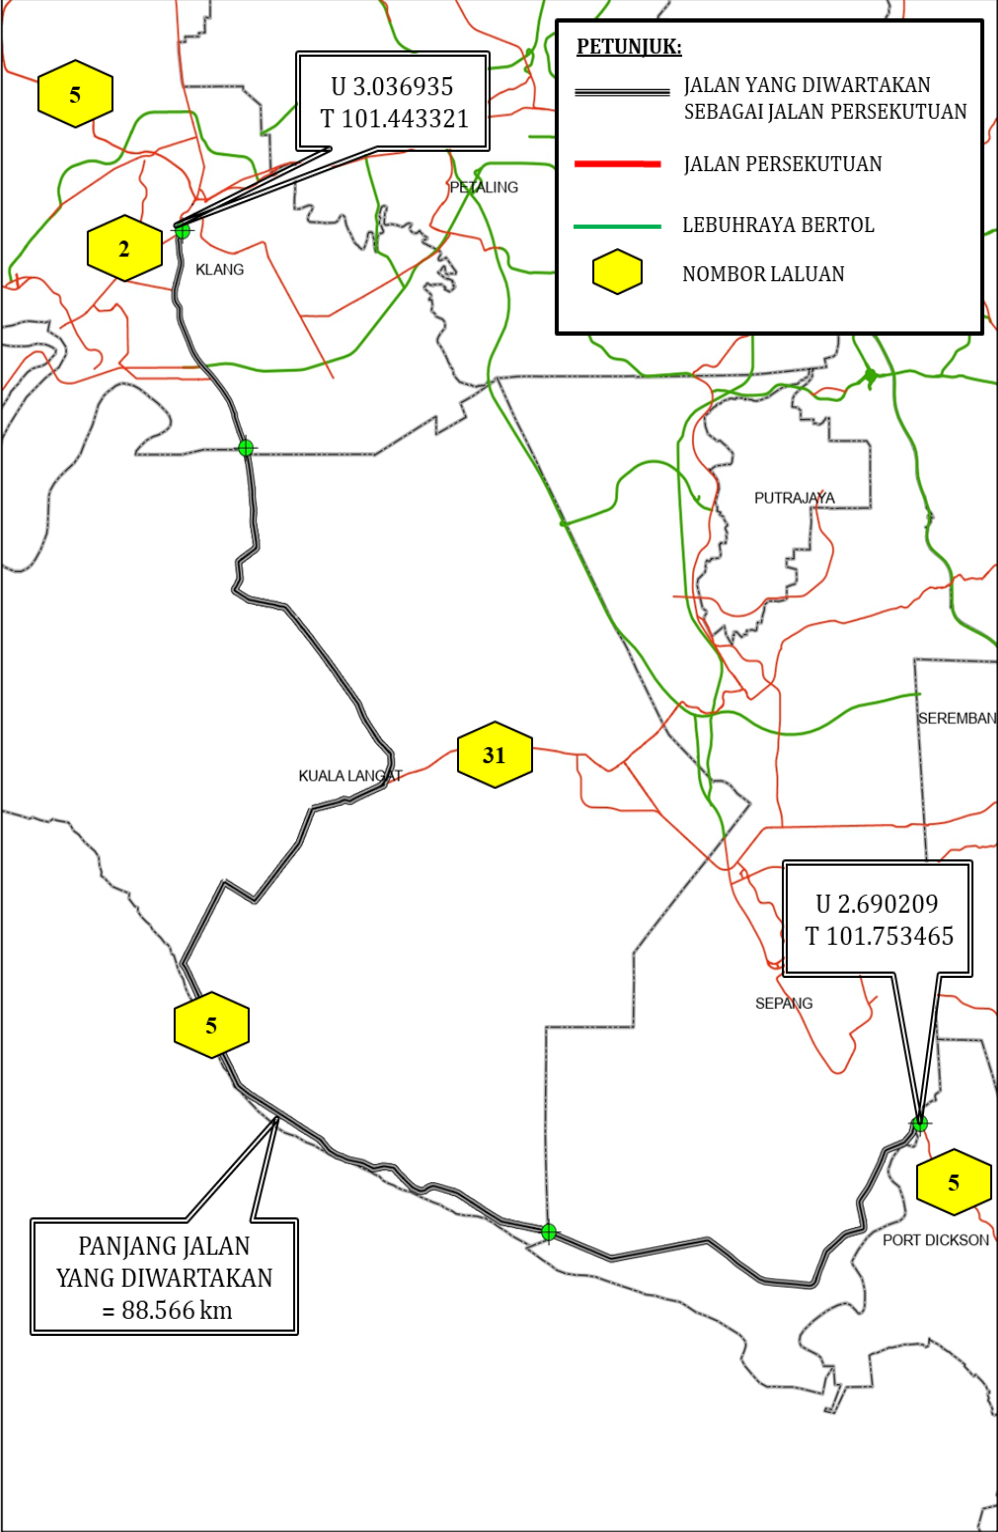 5
U 3.036935
T 101.443321
PETUNJUK:
JALAN YANG DIWARTAKAN
SEBAGAI JALAN PERSEKUTUAN
JALAN PERSEKUTUAN
LEBUHRAYA BERTOL
NOMBOR LALUAN
PETALING
2
KLANG
PUTRAJAYA
SEREMBAN
31
KUALA LANGAT
U 2.690209
T 101.753465
SEPANG
5
5
PORT DICKSON
PANJANG JALAN
YANG DIWARTAKAN
= 88.566 km